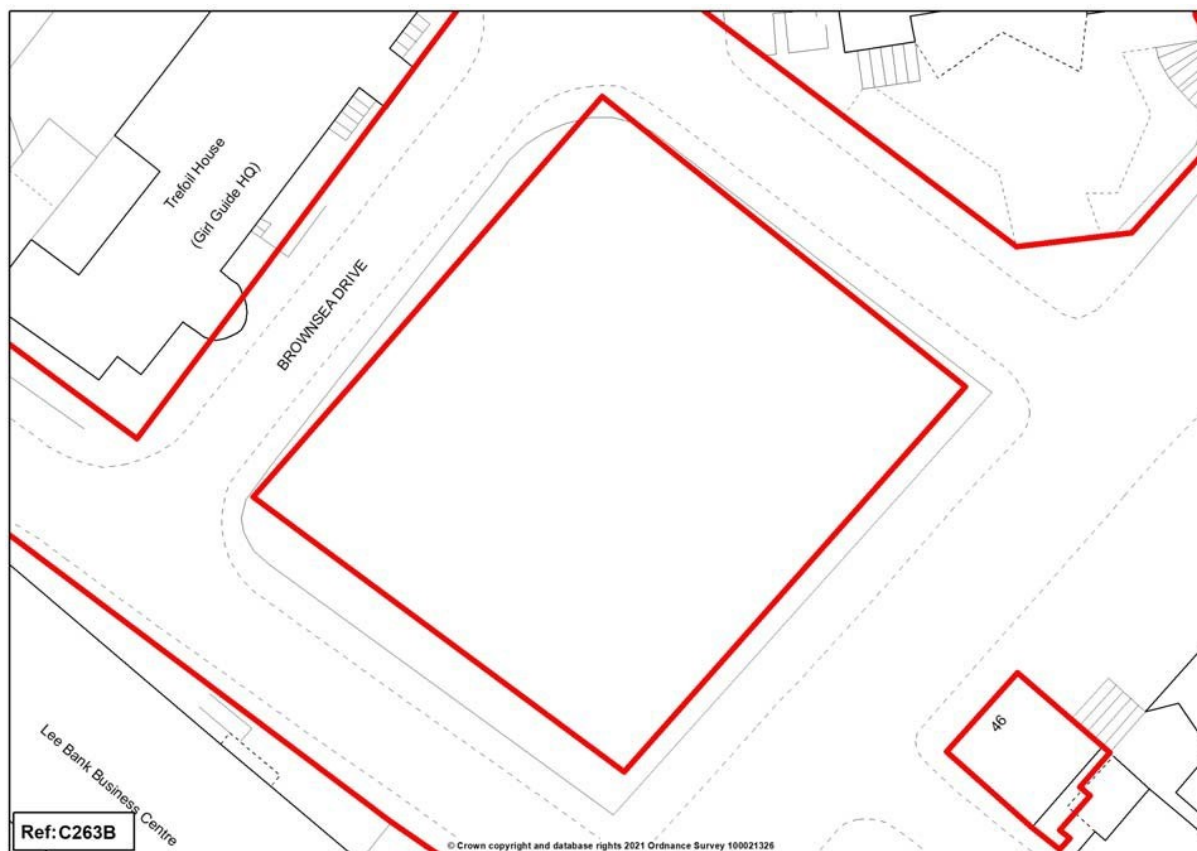 Trefoil House
(Girl Guide HQ)
BROWNSEA DRIVE
46
Lee Bank Business Centre
Ref: C263B
© Crown copyright and database rights 2021 Ordnance Survey 100021326